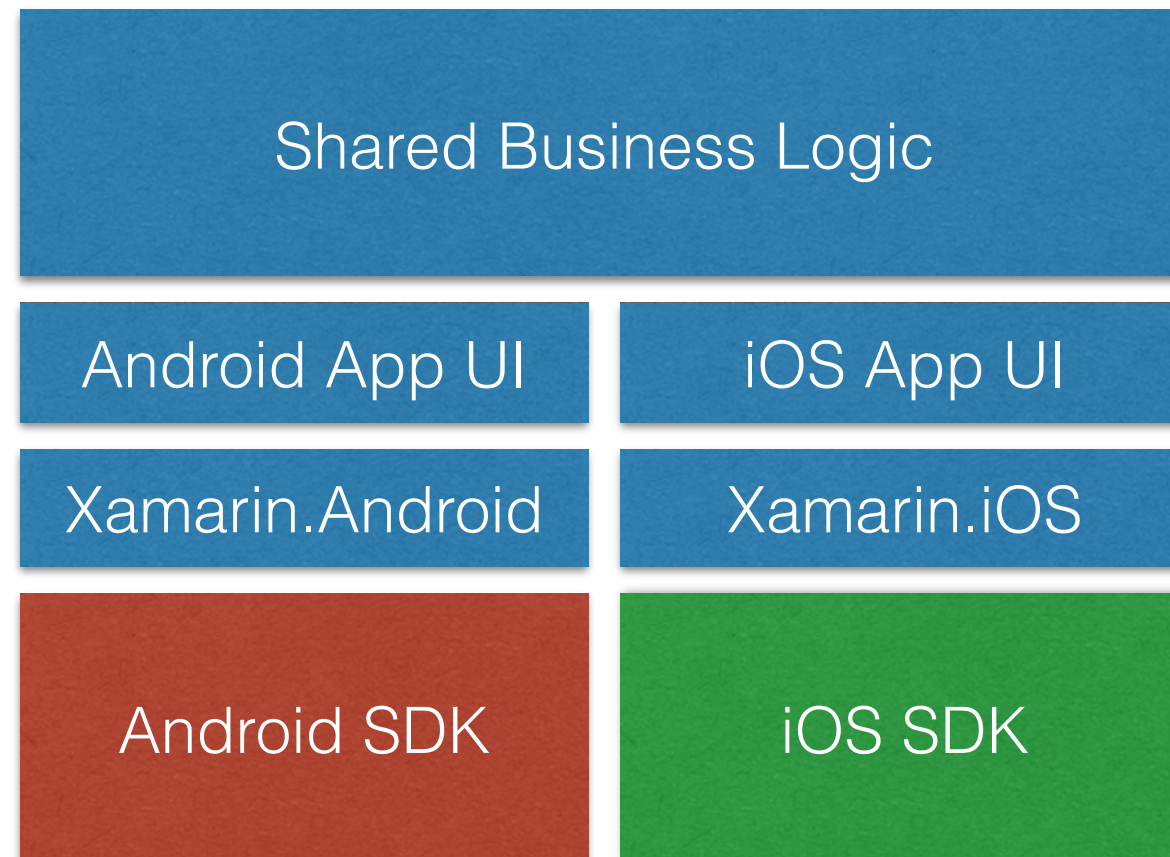 Shared Business Logic
Android App UI
iOS App UI
Xamarin.Android
Xamarin.iOS
Android SDK
iOS SDK